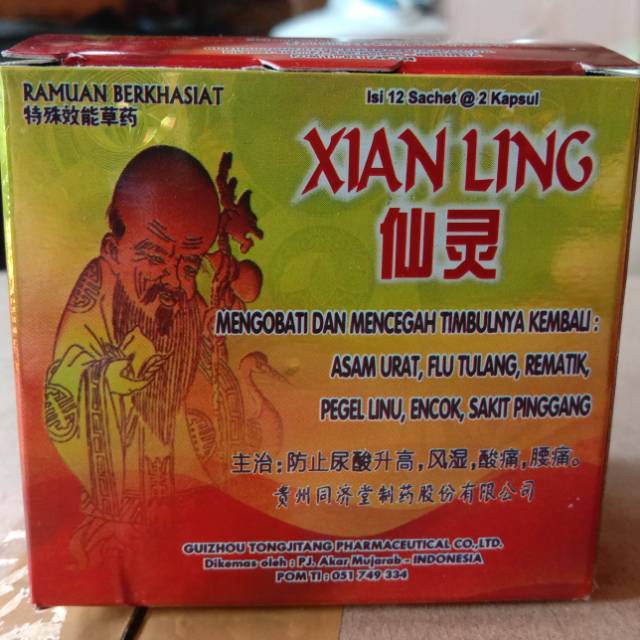 RAMUAN BERKHASIAT
特殊效能草药
Isi 12 Sachet @ 2 Kapsul
XIAN LING
仙灵
MENGOBATI DAN MENCEGAH TIMBULNYA KEMBALI :
ASAM URAT, FLU TULANG, REMATIK,
PEGEL LINU, ENCOK, SAKIT PINGGANG
主治:防止尿酸升高,风湿,酸痛,腰痛。
贵州同济堂制药股份有限公司
GUIZHOU TONGJITANG PHARMACEUTICAL CO.,LTD.
Dikemas oleh : PJ. Akar Mujarab - INDONESIA
POM TI : 051 749 334